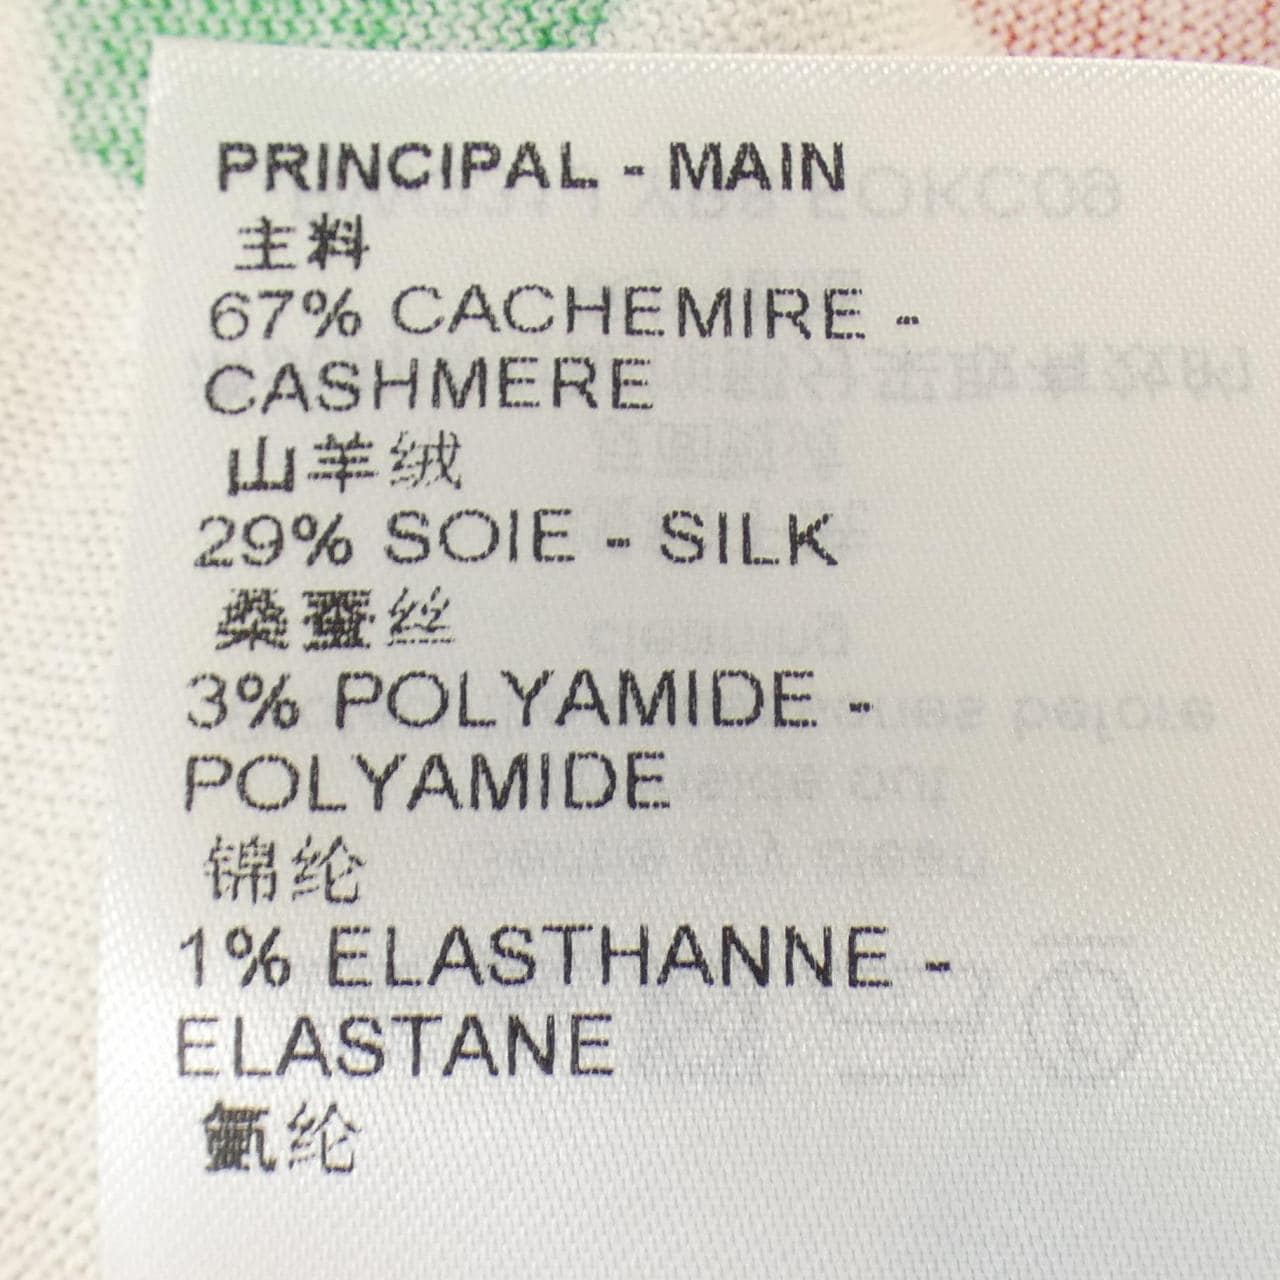 PRINCIPAL - MAIN
主料
67% CACHEMIRE -
CASHMERE
山羊绒
29% SOIE - SILK
桑蚕丝
3% POLYAMIDE -
POLYAMIDE
锦纶
1% ELASTHANNE -
ELASTANE
氨纶